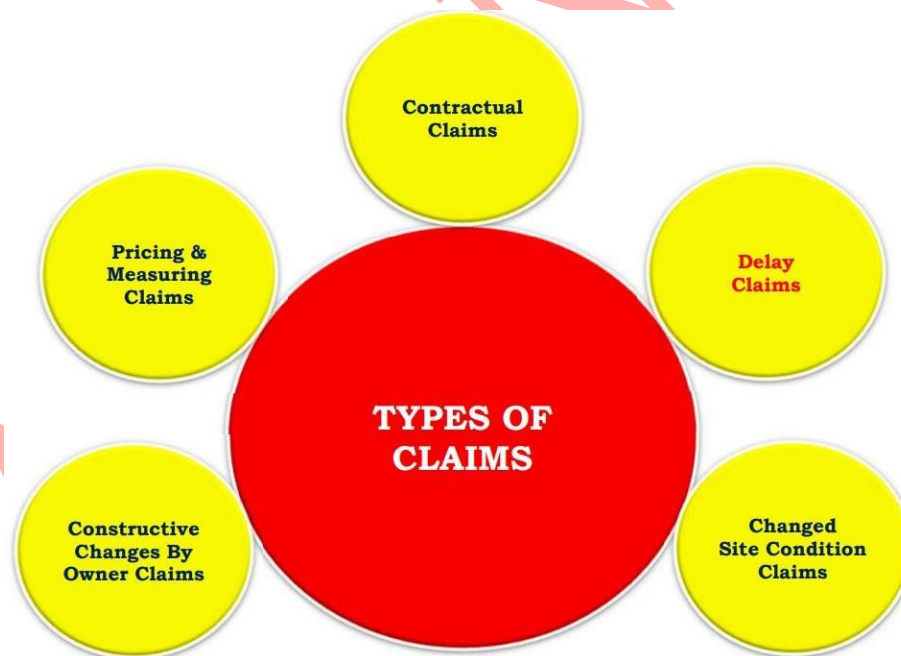 Contractual
Claims
Pricing &
Measuring
Claims
Delay
Claims
TYPES OF
CLAIMS
Constructive
Changes By
Owner Claims
Changed
Site Condition
Claims